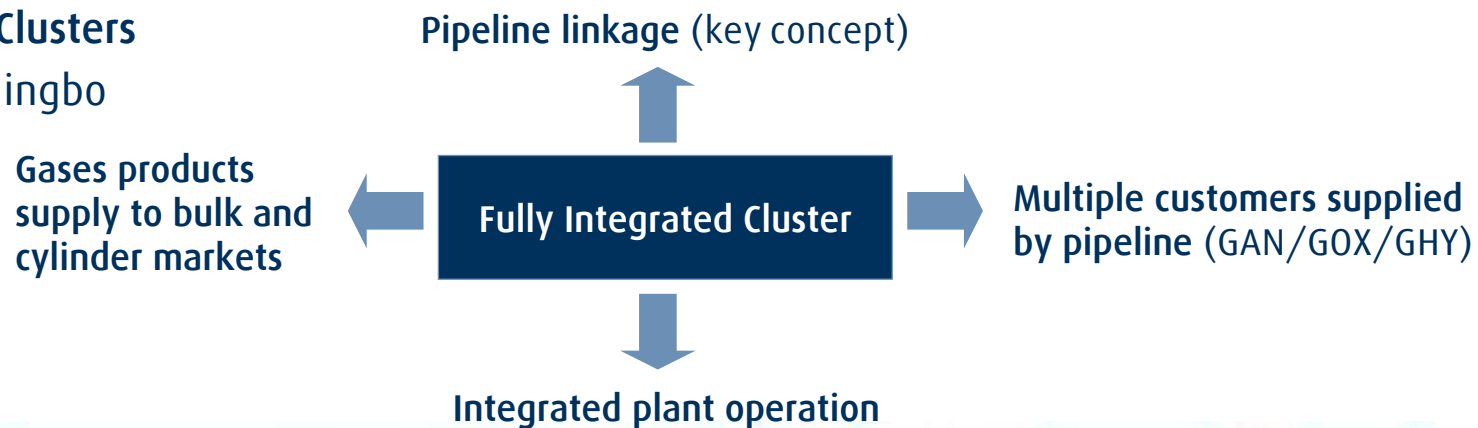 Clusters
ingbo
Pipeline linkage (key concept)
Gases products
supply to bulk and
cylinder markets
Fully Integrated Cluster
Multiple customers supplied
by pipeline (GAN/GOX/GHY)
Integrated plant operation